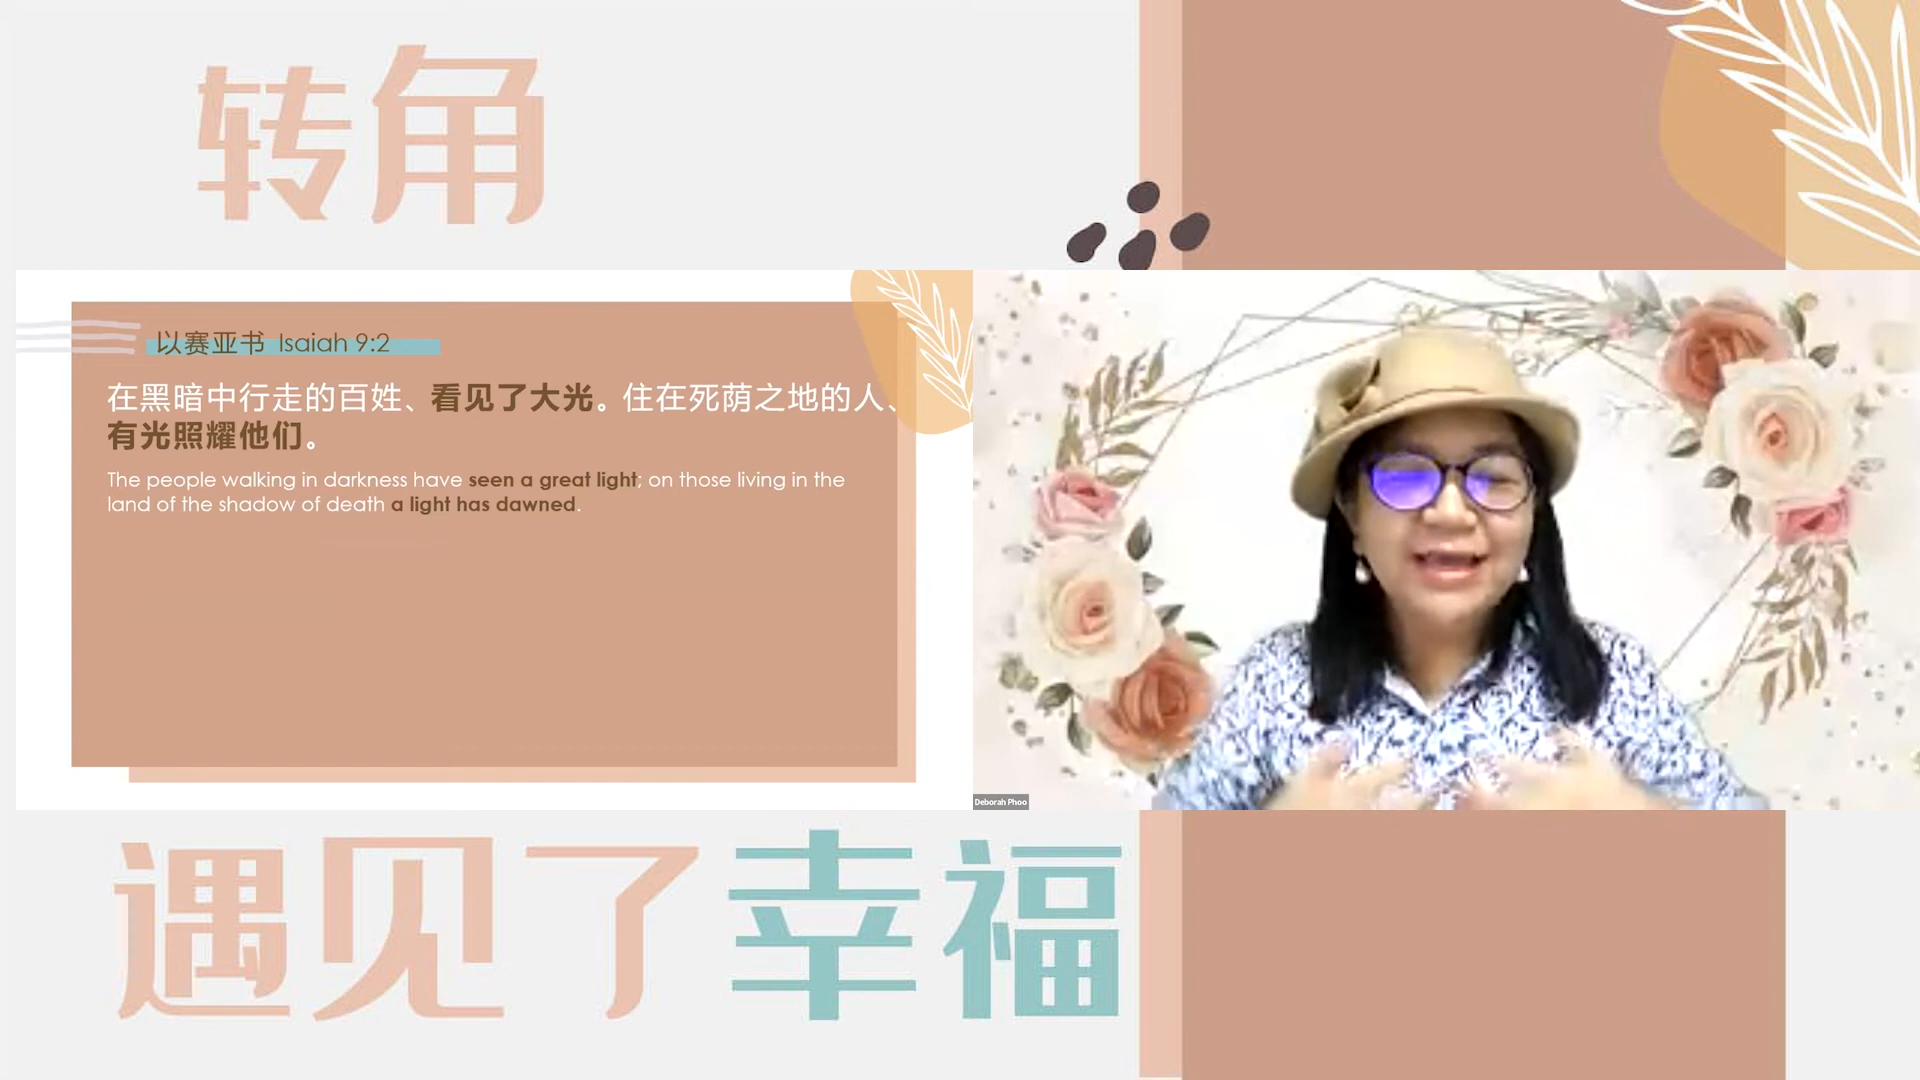 转角
以赛亚书 Isaiah 9:2
在黑暗中行走的百姓、看见了大光。住在死荫之地的人、
有光照耀他们。
The people walking in darkness have seen a great light; on those living in the
land of the shadow of death a light has dawned.
Deborah Phoo
遇见了幸福